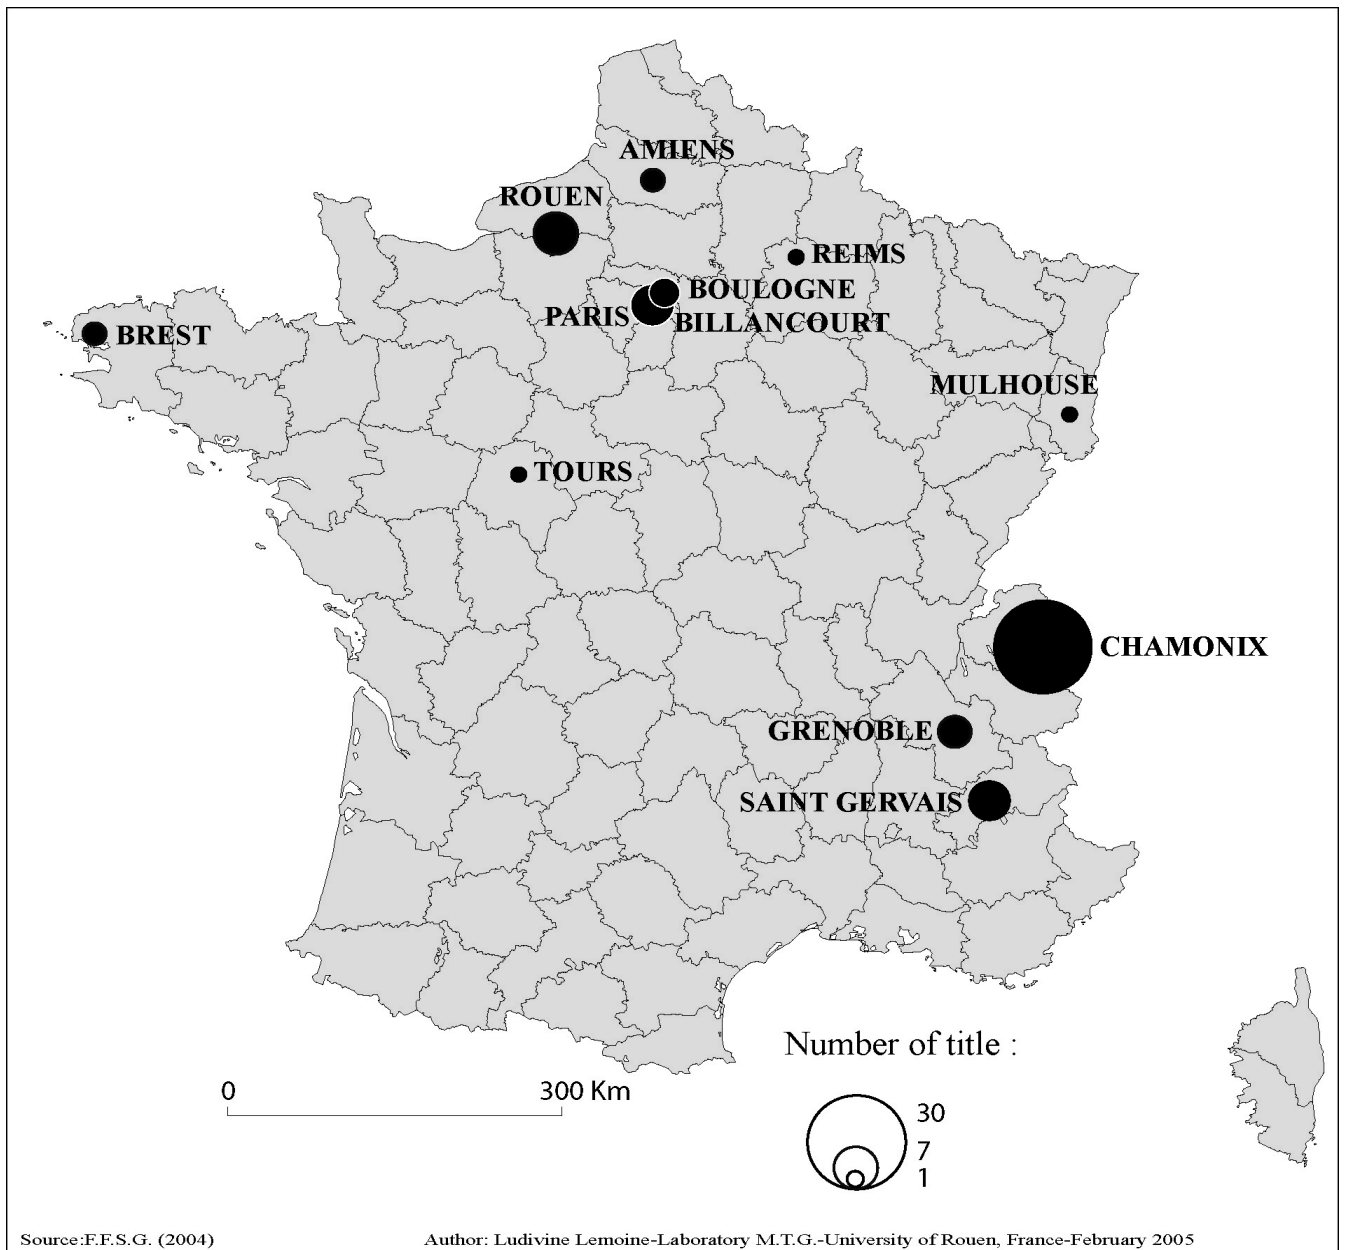 AMIENS
ROUEN
REIMS
BOULOGNE
PARIS
BILLANCOURT
BREST
MULHOUSE
TOURS
CHAMONIX
GRENOBLE
SAINT GERVAIS
Number of title :
0
300 Km
30
7
1
Source:F.F.S.G. (2004)
Author: Ludivine Lemoine-Laboratory M.T.G.-University of Rouen, France-February 2005